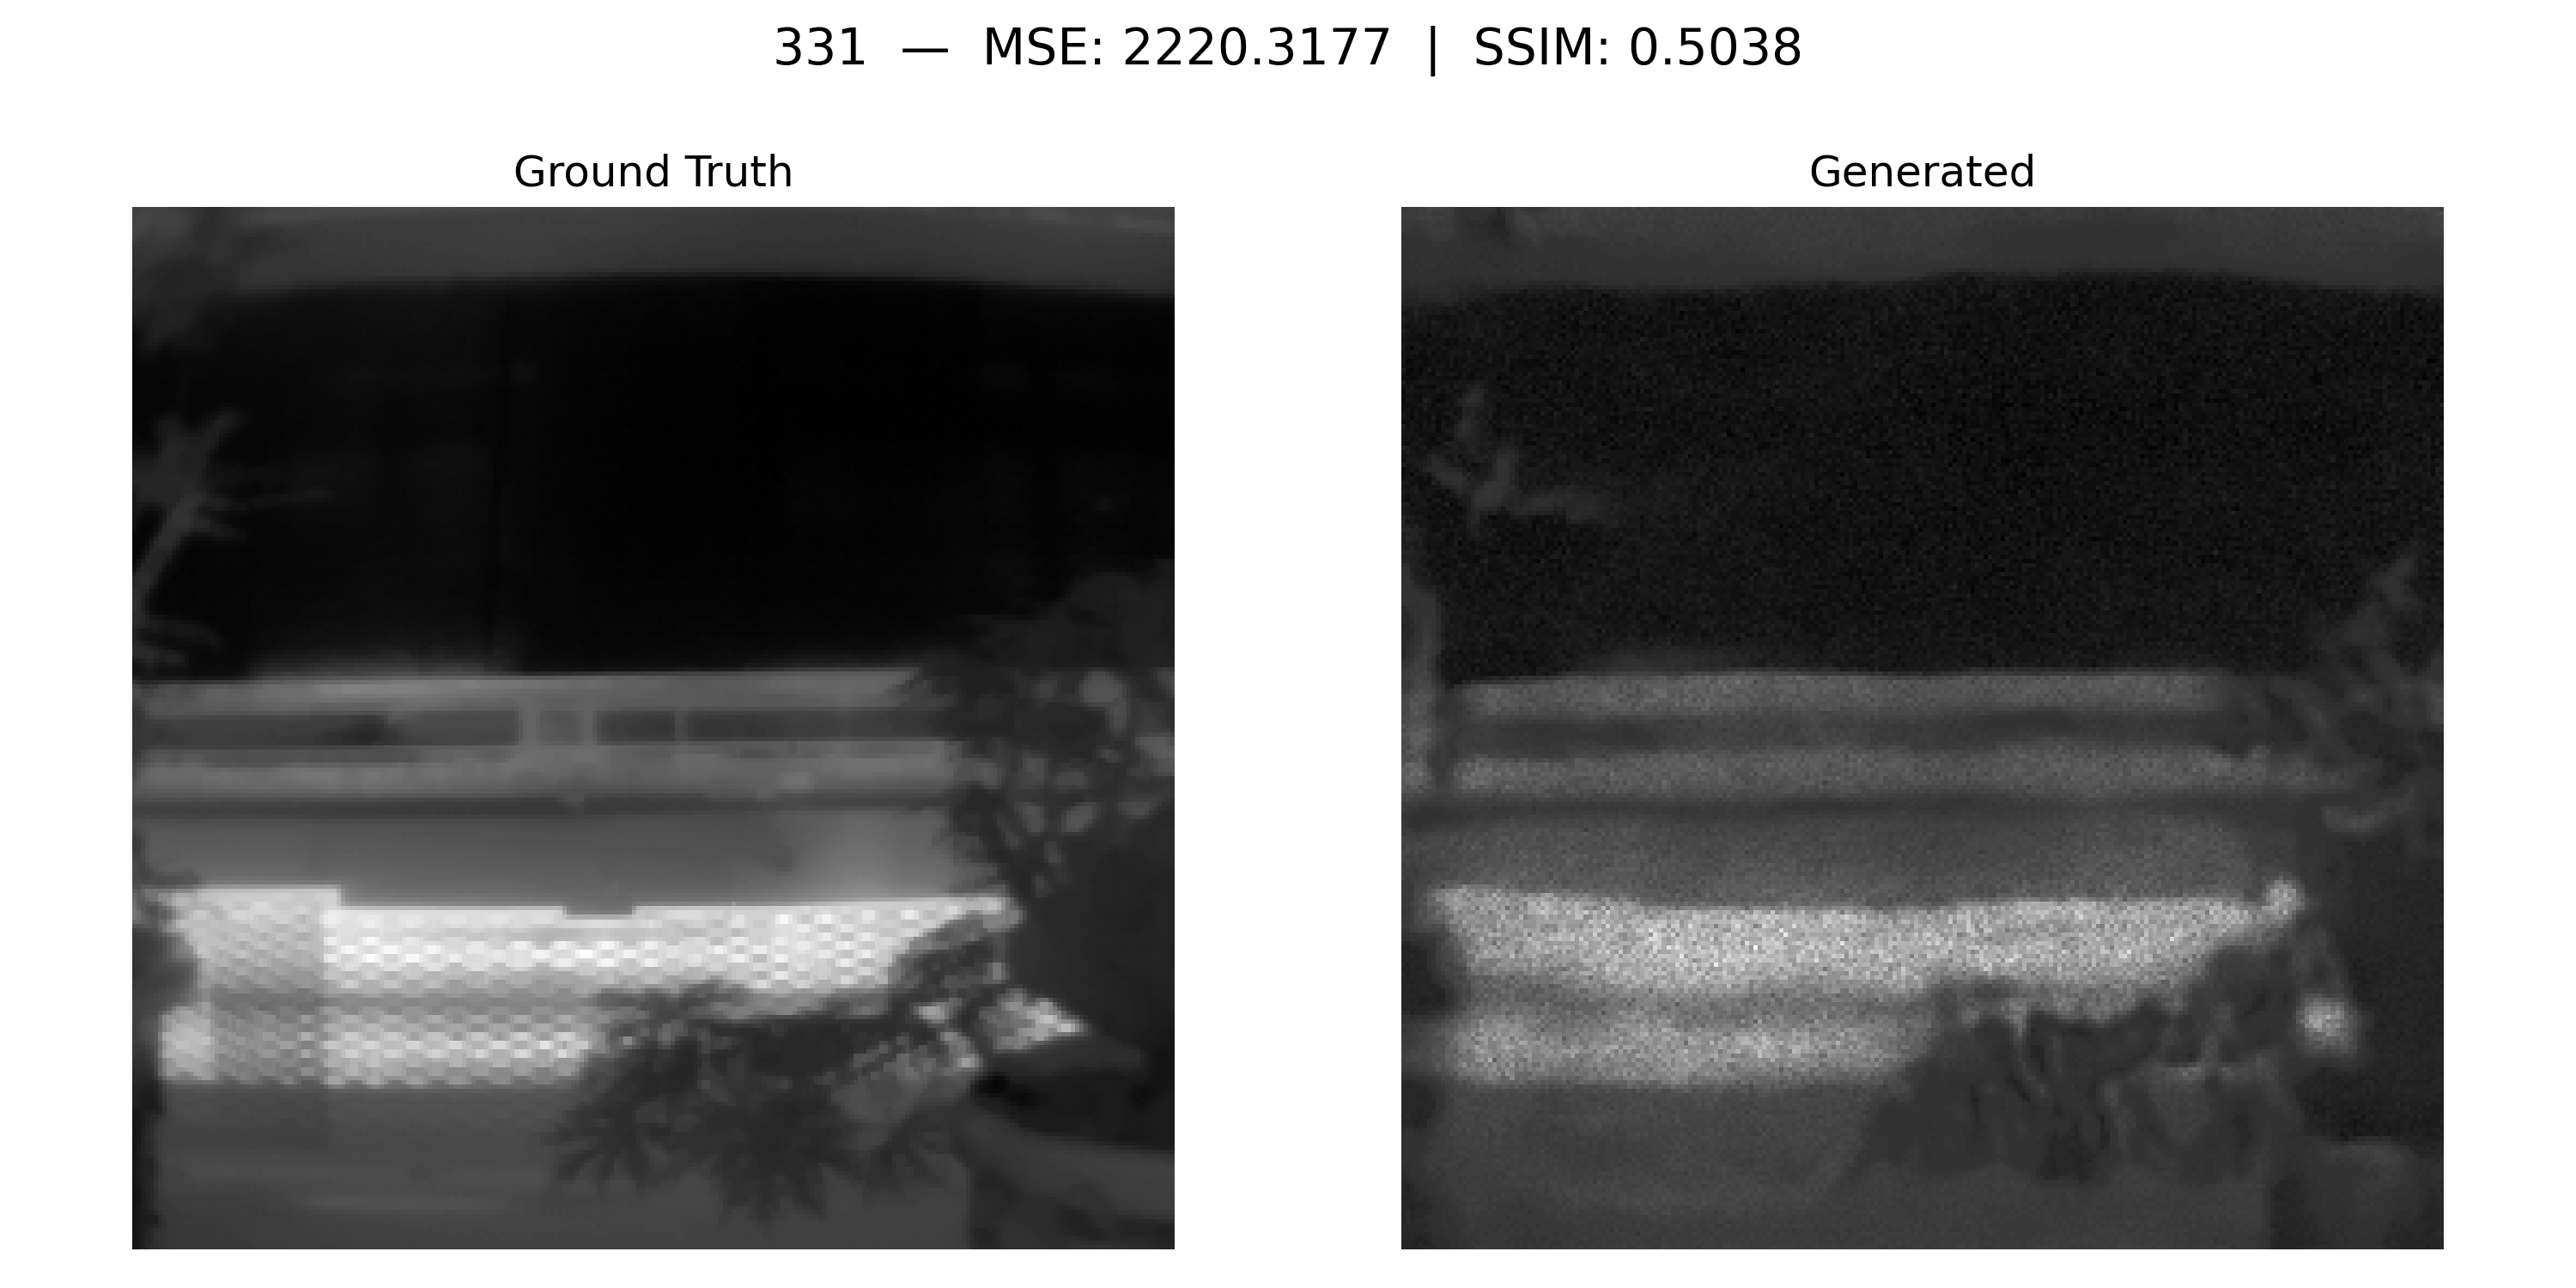 331 — MSE: 2220.3177 | SSIM: 0.5038
Ground Truth
Generated